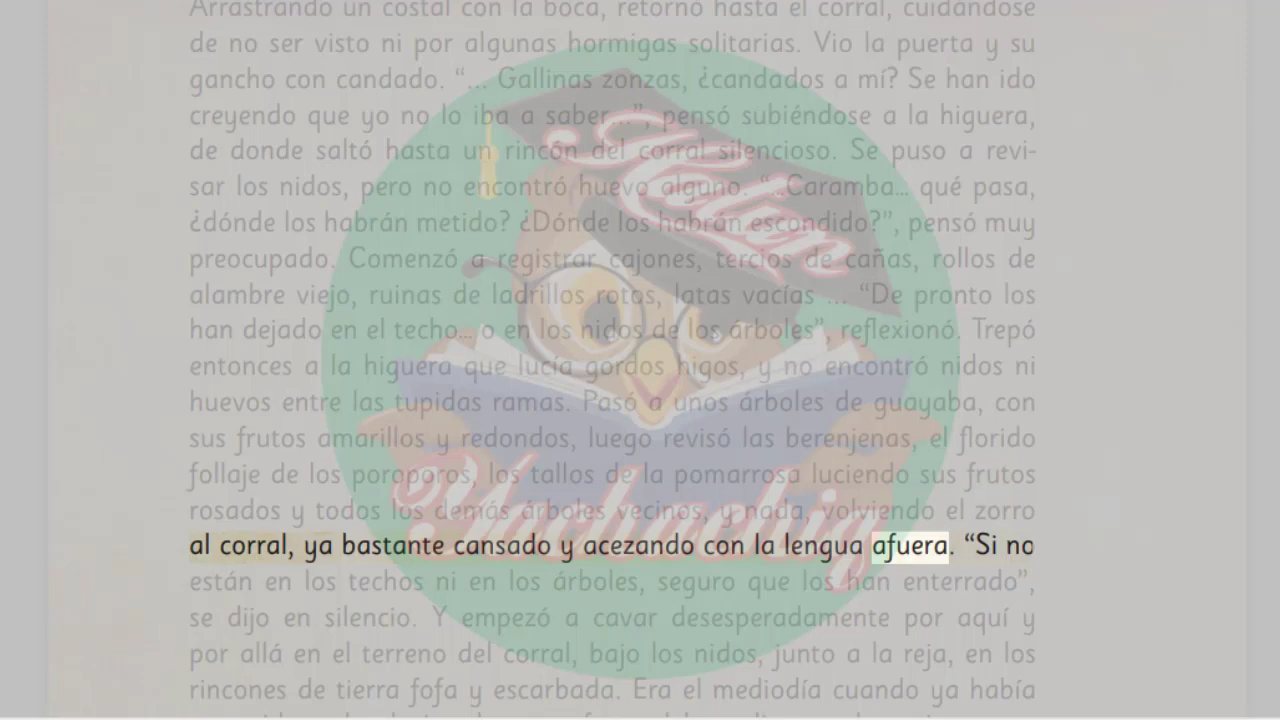 Arrastrando un costal con la boca, retornó hasta el corral, cuidándose
de no ser visto ni por algunas hormigas solitarias. Vio la puerta y su
gancho con candado. “... Gallinas zonzas, ¿candados a mí? Se han ido
creyendo que yo no lo iba a saber...”, pensó subiéndose a la higuera,
de donde saltó hasta un rincón del corral silencioso. Se puso a revi-
sar los nidos, pero no encontró huevo alguno. “...Caramba... qué pasa,
¿dónde los habrán metido? ¿Dónde los habrán escondido?”, pensó muy
preocupado. Comenzó a registrar cajones, tercios de cañas, rollos de
alambre viejo, ruinas de ladrillos rotos, latas vacías ... “De pronto los
han dejado en el techo... o en los nidos de los árboles”, reflexionó. Trepó
entonces a la higuera que lucía gordos higos, y no encontró nidos ni
huevos entre las tupidas ramas. Pasó a unos árboles de guayaba, con
sus frutos amarillos y redondos, luego revisó las berenjenas, el florido
follaje de los poroporos, los tallos de la pomarrosa luciendo sus frutos
rosados y todos los demás árboles vecinos, y nada, volviendo el zorro
al corral, ya bastante cansado y acezando con la lengua afuera. “Si no
están en los techos ni en los árboles, seguro que los han enterrado”,
se dijo en silencio. Y empezó a cavar desesperadamente por aquí y
por allá en el terreno del corral, bajo los nidos, junto a la reja, en los
rincones de tierra fofa y escarbada. Era el mediodía cuando ya había
Yachachiq